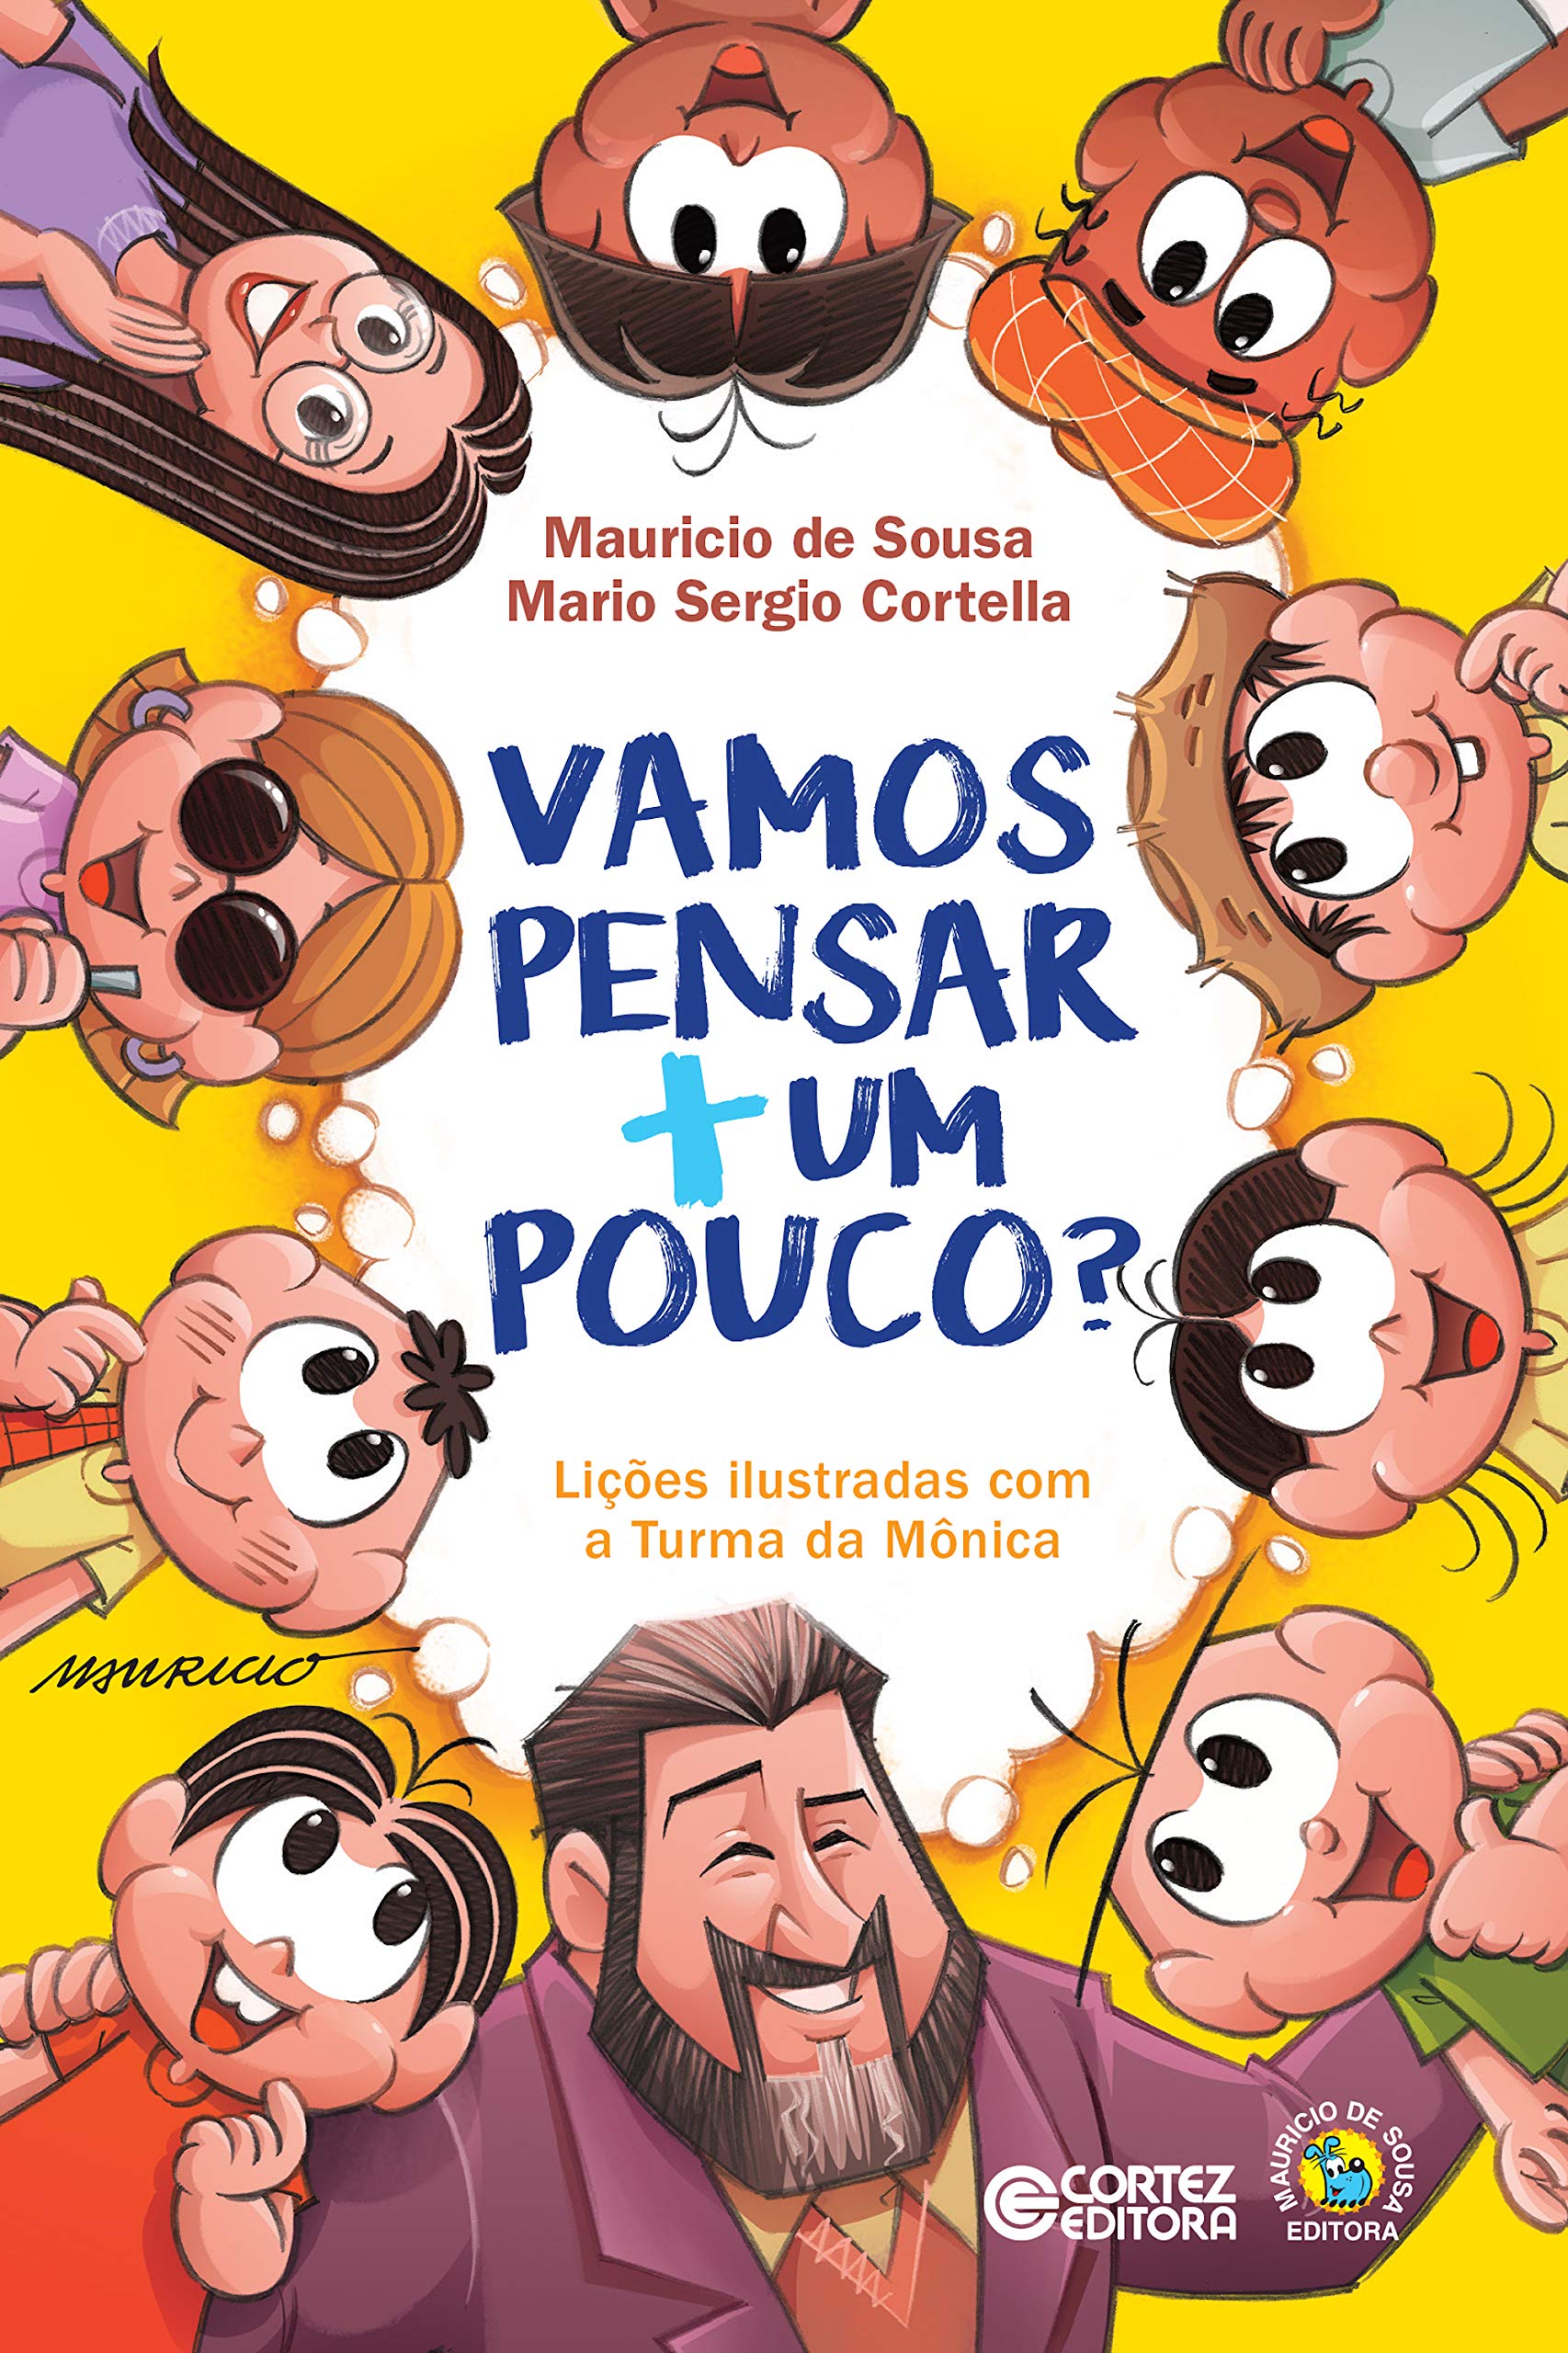 Mauricio de Sousa
Mario Sergio Cortella
VAMOS
PENSAR
+ UM
POUCO?
Lições ilustradas com
a Turma da Mônica
MAURICIO
CORTEZ
EDITORA
MAURICIO DE SOUSA
EDITORA